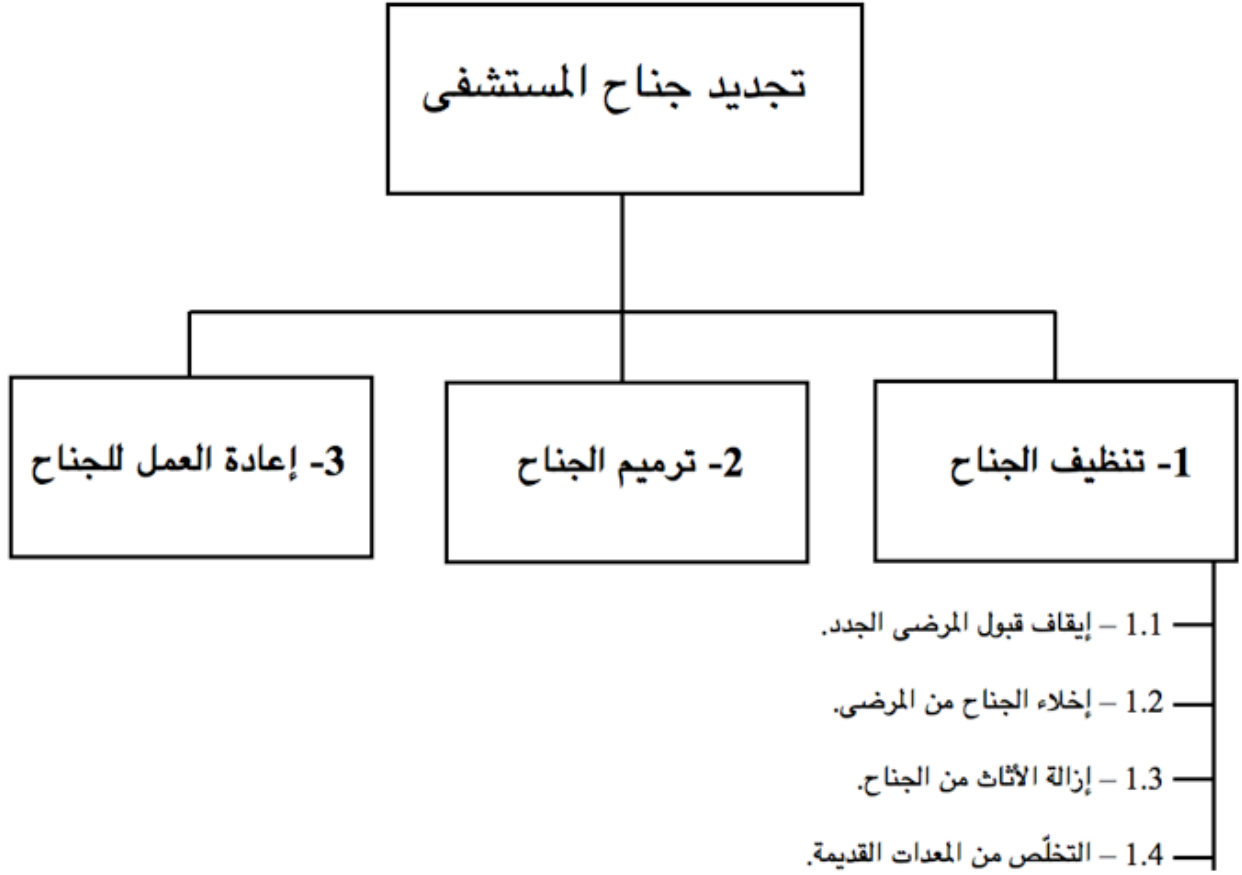 تجديد جناح المستشفى
1- تنظيف الجناح
2- ترميم الجناح
3- إعادة العمل للجناح
1.1 – إيقاف قبول المرضى الجدد.
1.2 – إخلاء الجناح من المرضى.
1.3 – إزالة الأثاث من الجناح.
1.4 – التخلّص من المعدات القديمة.